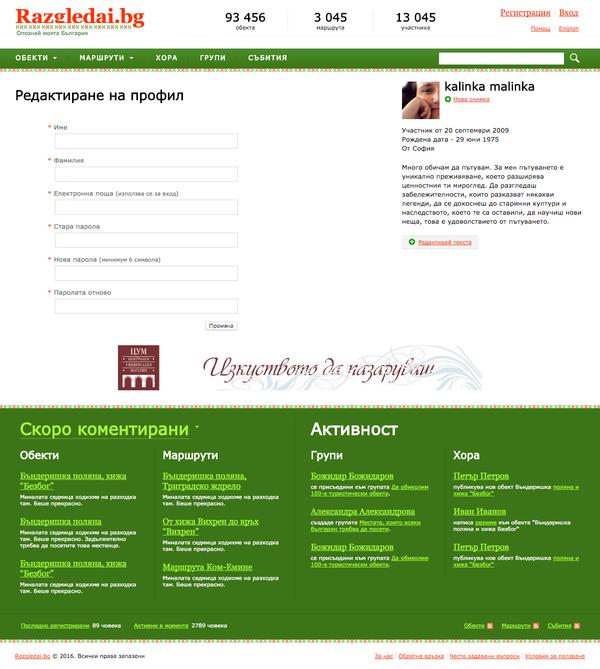 Razgledai.bg
Опознай моята България
93 456
обекта
3 045
маршрута
13 045
участника
Регистрация Вход
Помощ English
ОБЕКТИ МАРШРУТИ ХОРА ГРУПИ СЪБИТИЯ
Редактиране на профил
* Име
* Фамилия
* Електронна поща (използва се за вход)
* Стара парола
* Нова парола (минимум 6 символа)
* Паролата отново
Промяна
kalinka malinka
Нова снимка
Участник от 20 септември 2009
Рождена дата - 29 юни 1975
От София
Много обичам да пътувам. За мен пътуването е
уникално преживяване, което разширява
ценностния ти мироглед. Да разгледаш
забележителности, които разказват някакви
легенди, да се докоснеш до старинни култури и
наследството, което те са оставили, да научиш нови
неща, това е удоволствието от пътуването.
Редактирай текста
ЦУМ
ЦЕНТРАЛЕН
УНИВЕРСАЛЕН
МАГАЗИН
Изкуството да пазаруваш
Скоро коментирани
Обекти
Бъндеришка поляна, хижа
"Безбог"
Миналата седмица ходихме на разходка
там. Беше прекрасно.
Бъндеришка поляна
Миналата седмица ходихме на разходка
там. Беше прекрасно. Задължително
трябва да посетите това местенце.
Бъндеришка поляна, хижа
"Безбог"
Миналата седмица ходихме на разходка
там. Беше прекрасно.
Маршрути
Бъндеришка поляна,
Триградско ждрело
Миналата седмица ходихме на разходка
там. Беше прекрасно.
От хижа Вихрен до връх
"Вихрен"
Миналата седмица ходихме на разходка
там. Беше прекрасно.
Маршрута Ком-Емине
Миналата седмица ходихме на разходка
там. Беше прекрасно.
Активност
Групи
Божидар Божидаров
се присъедини към групата Да обиколим
100-е туристически обекта.
Александра Александрова
създаде групата Местата, които всеки
българин трябва да посети.
Божидар Божидаров
се присъедини към групата Да обиколим
100-е туристически обекта.
Хора
Петър Петров
публикува нов обект Бъндеришка поляна и
хижа "Безбог"
Иван Иванов
написа ревюме към обекта "Бъндеришка
поляна и хижа "Безбог"
Петър Петров
публикува нов обект Бъндеришка поляна и
хижа "Безбог"
Последно регистрирани 89 човека Активни в момента 2789 човека
Обекти Маршрути Събития
Razgledai.bg © 2016. Всички права запазени
За нас | Обратна връзка | Често задавани въпроси | Условия за ползване